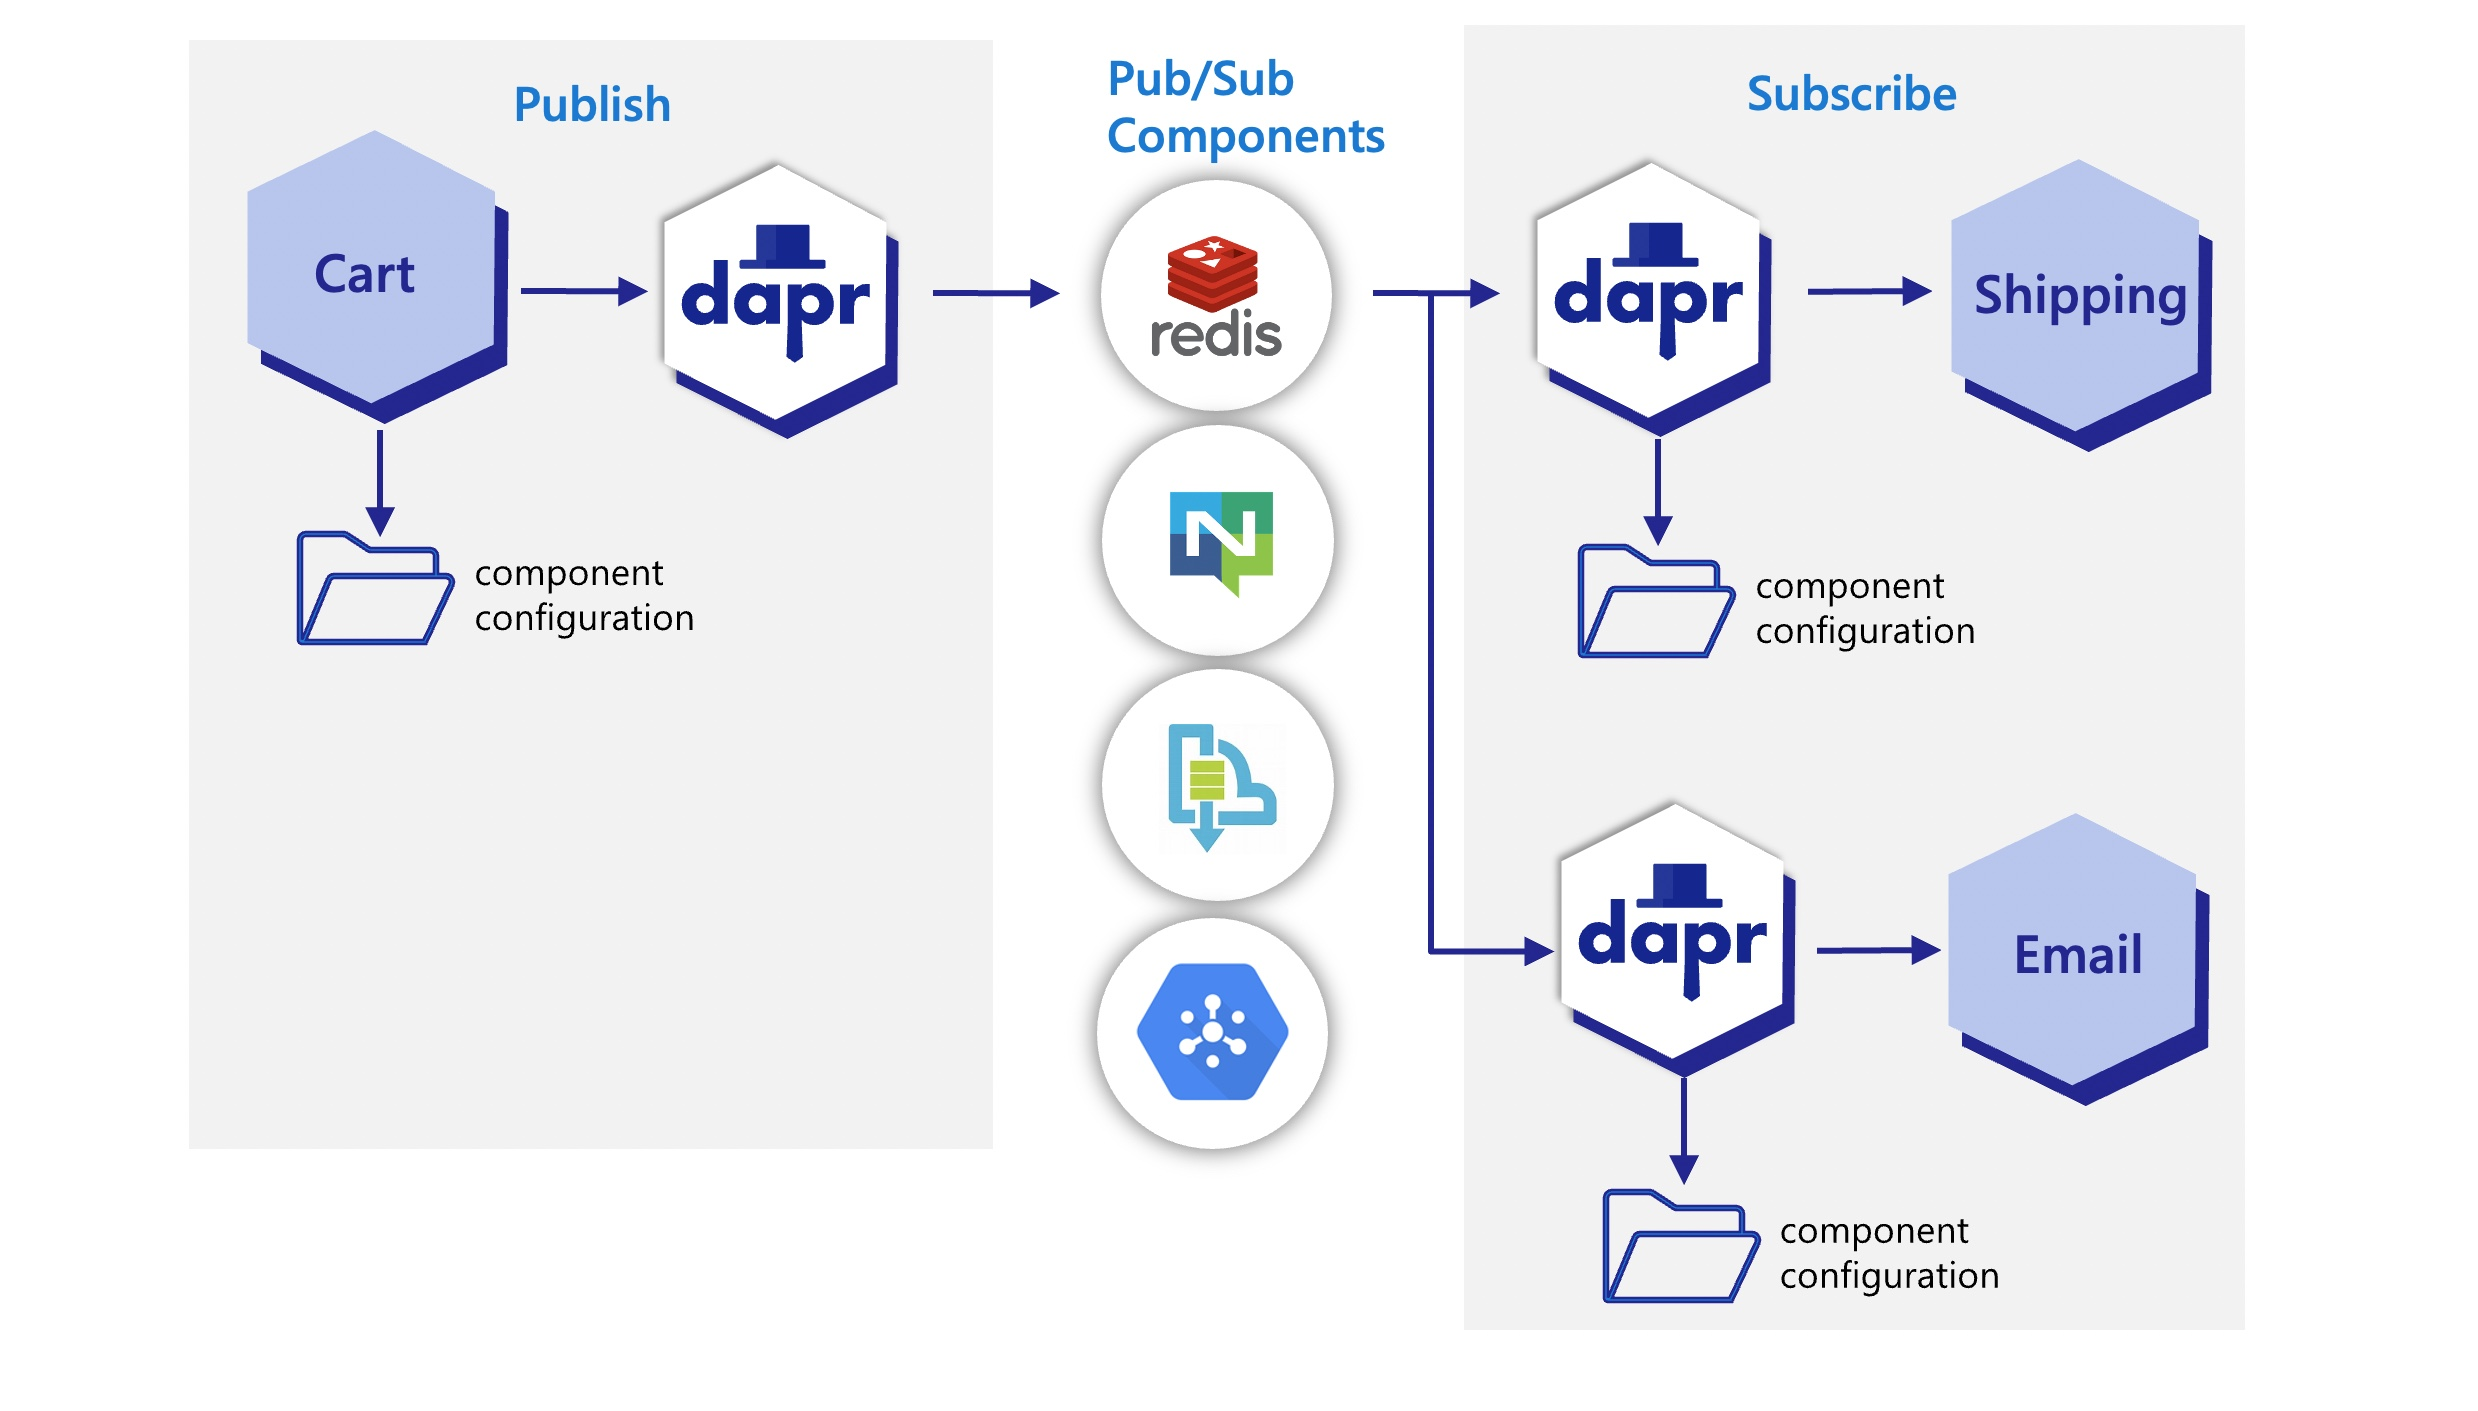 Publish
Cart
dapr
component
configuration
Pub/Sub
Components
redis
N
Subscribe
dapr
Shipping
component
configuration
dapr
Email
component
configuration